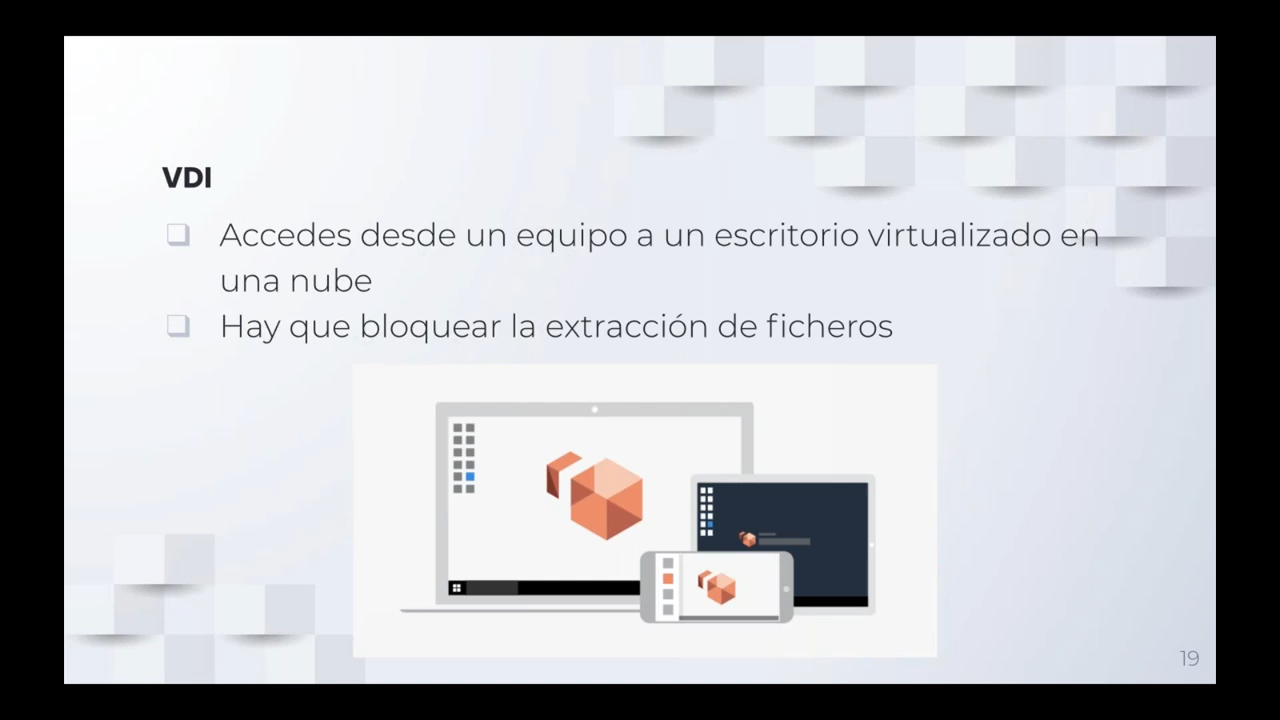 VDI
Accedes desde un equipo a un escritorio virtualizado en
una nube
Hay que bloquear la extracción de ficheros
19